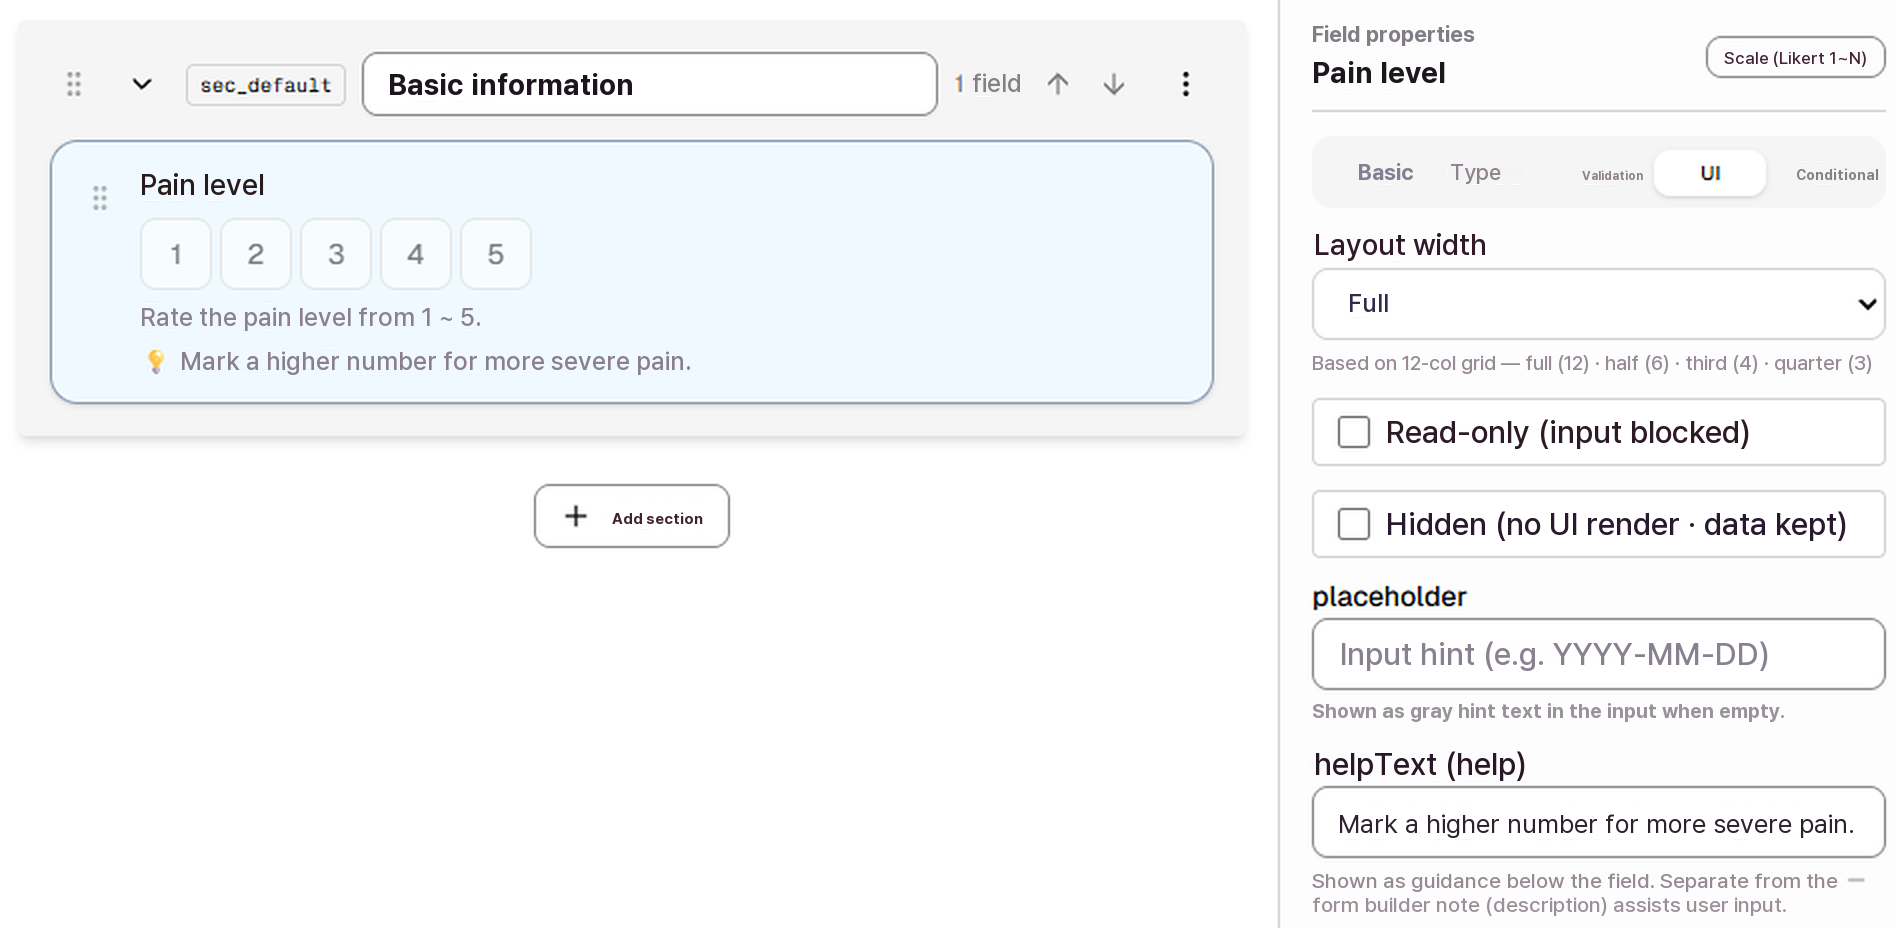 sec_default
Basic information
1 field
Pain level
1 2 3 4 5
Rate the pain level from 1 ~ 5.
💡 Mark a higher number for more severe pain.
+ Add section
Field properties
Pain level
Scale (Likert 1~N)
Basic Type Validation UI Conditional
Layout width
Full
Based on 12-col grid — full (12) · half (6) · third (4) · quarter (3)
Read-only (input blocked)
Hidden (no UI render · data kept)
placeholder
Input hint (e.g. YYYY-MM-DD)
Shown as gray hint text in the input when empty.
helpText (help)
Mark a higher number for more severe pain.
Shown as guidance below the field. Separate from the —
form builder note (description) assists user input.